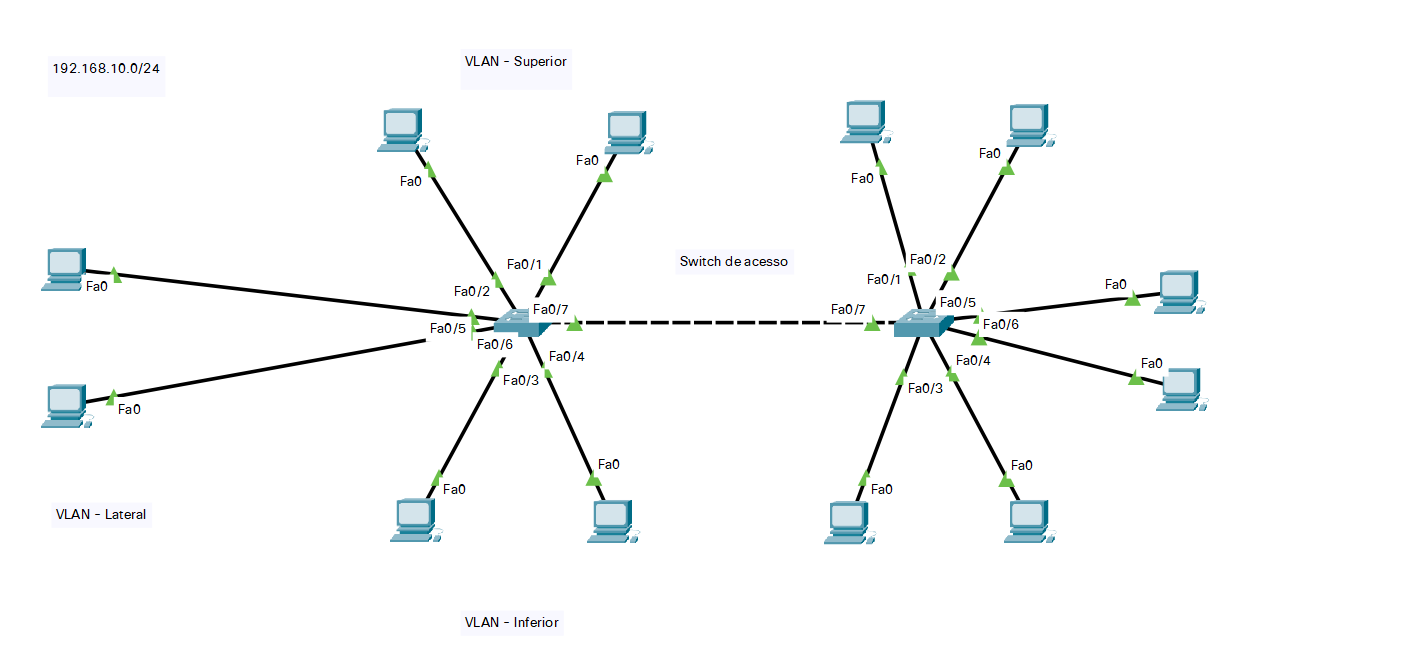 VLAN - Superior
192.168.10.0/24
Fa0
Fa0
Fa0
Fa0
Switch de acesso
Fa0/1
Fa0/2
Fa0
Fa0/2
Fa0/1
Fa0
Fa0/7
Fa0/7
Fa0/5
Fa0/5
Fa0/6
Fa0/6
Fa0/4
Fa0/4
Fa0
Fa0/3
Fa0/3
Fa0
Fa0
Fa0
Fa0
Fa0
VLAN - Lateral
VLAN - Inferior